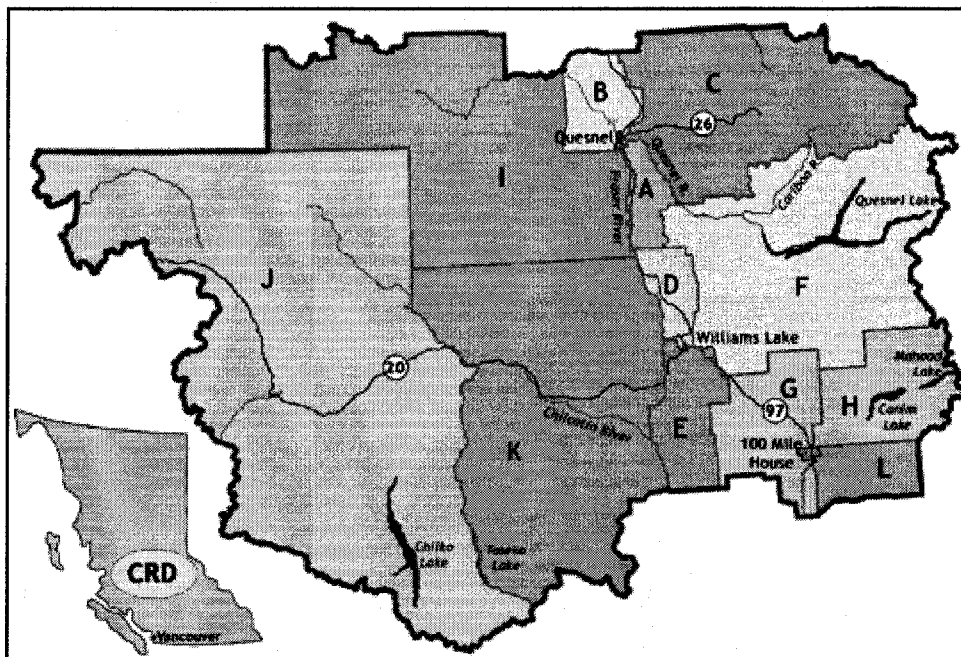 B
C
Quesnel
26
I
A
Quesnel R.
Fraser River
Cariboo R.
Quesnel Lake
J
D
F
Williams Lake
20
Mahood
Lake
G
H
97
Canim
Lake
Chilcotin River
E
K
100 Mile
House
L
Chilko
Lake
Taseko
Lake
CRD
Vancouver